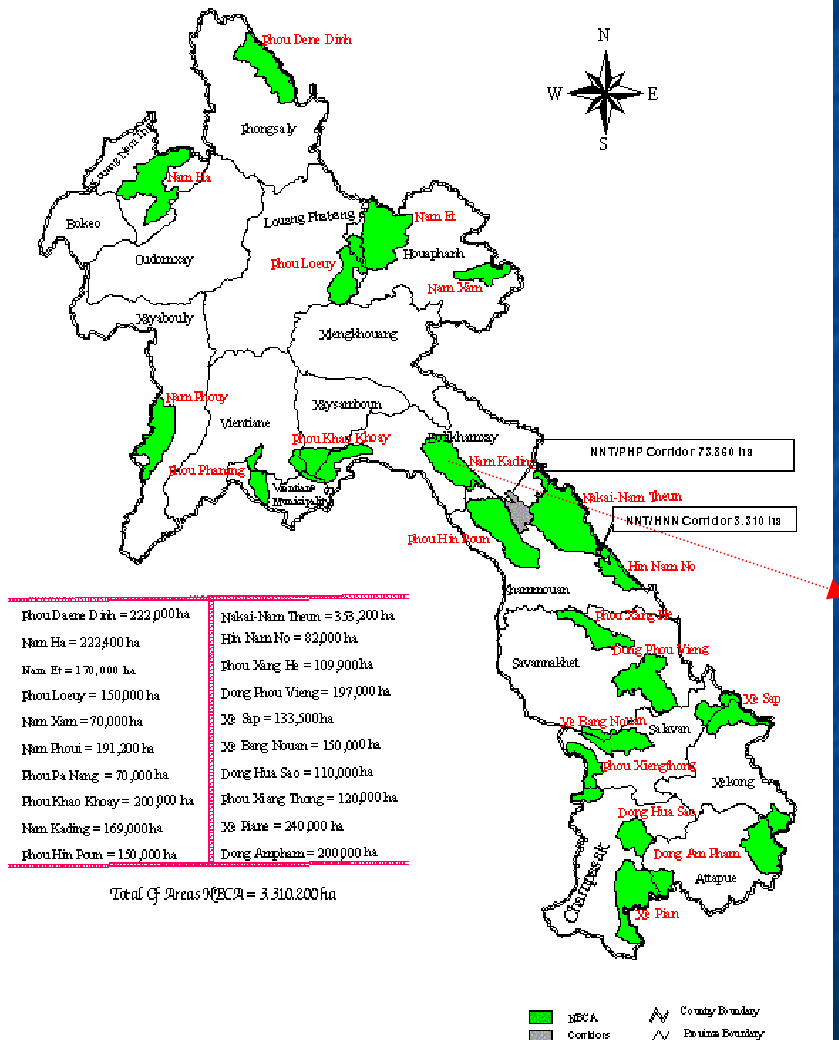 Phou Dene Dinh
N
W
E
S
Phongsaly
Nam Ha
Bokeo
Louang Phabang
Nam Et
Oudomxay
Phou Loeuy
Houaphanh
Nam Xam
Xayabouly
Nam Phouy
Vientiane
Xaysamboun
Phou Khao Khoay
Phou Phanang
Vientiane
Municipality
Bolikhamxay
Nam Kading
NNT/PHP Corridor 73.860 ha
Nakai-Nam Theun
NNT/HNN Corridor 3.310 ha
Phou Hin Poun
Hin Nam No
Khammouan
Phou Xang He
Dong Phou Vieng
Savannakhet
Xe Sap
Xe Bang Nouan
Salavan
Phou Xiengthong
Xekong
Dong Hua Sao
Dong Am Pham
Attapue
Champassak
Xe Pian
Phou Daene Dinh = 222,000 ha
Nam Ha = 222,400 ha
Nam Et = 170,000 ha
Phou Loeuy = 150,000 ha
Nam Xam = 70,000 ha
Nam Phoui = 191,200 ha
Phou Pa Nang = 70,000 ha
Phou Khao Khoay = 200,000 ha
Nam Kading = 169,000 ha
Phou Hin Poun = 150,000 ha
Nakai-Nam Theun = 353,200 ha
Hin Nam No = 82,000 ha
Phou Xang He = 109,900ha
Dong Phou Vieng = 197,000 ha
Xe Sap = 133,500 ha
Xe Bang Nouan = 150,000 ha
Dong Hua Sao = 110,000 ha
Phou Xiang Thong = 120,000 ha
Xe Piane = 240,000 ha
Dong Ampham = 200,000 ha
Total Of Areas NBCA = 3.310.200 ha
NBCA
Corridors
County Boundary
Province Boundary